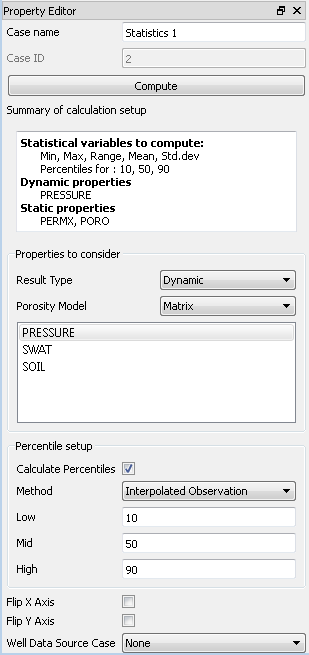 Property Editor
Case name Statistics 1
Case ID 2
Compute
Summary of calculation setup
Statistical variables to compute:
Min, Max, Range, Mean, Std.dev
Percentiles for : 10, 50, 90
Dynamic properties
PRESSURE
Static properties
PERMX, PORO
Properties to consider
Result Type Dynamic
Porosity Model Matrix
PRESSURE
SWAT
SOIL
Percentile setup
Calculate Percentiles
Method Interpolated Observation
Low 10
Mid 50
High 90
Flip X Axis
Flip Y Axis
Well Data Source Case None